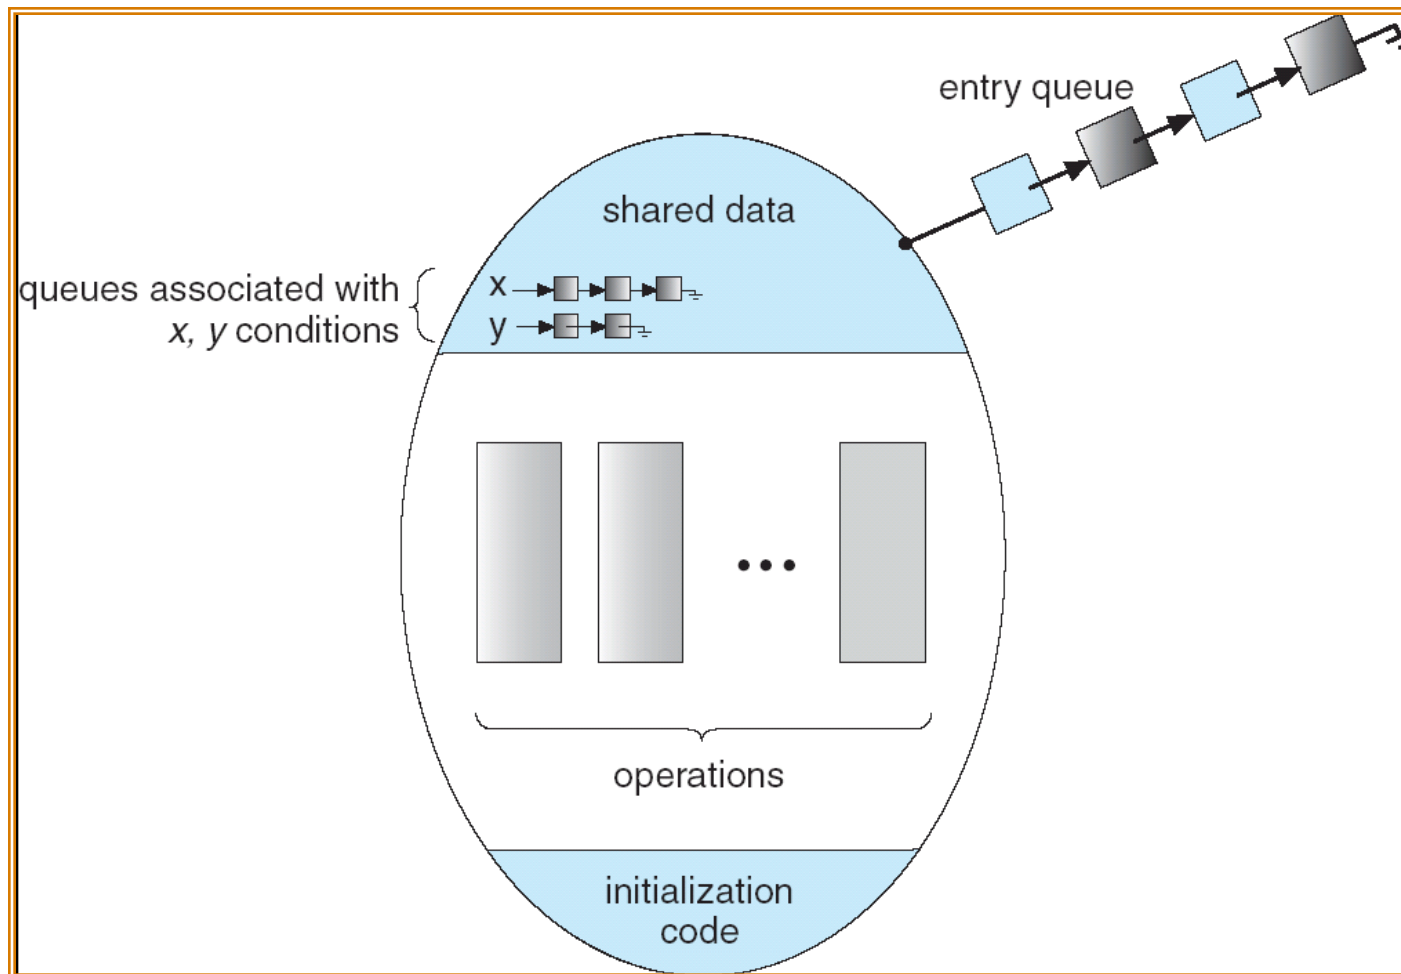 entry queue
shared data
queues associated with
x, y conditions
x
y
operations
initialization
code